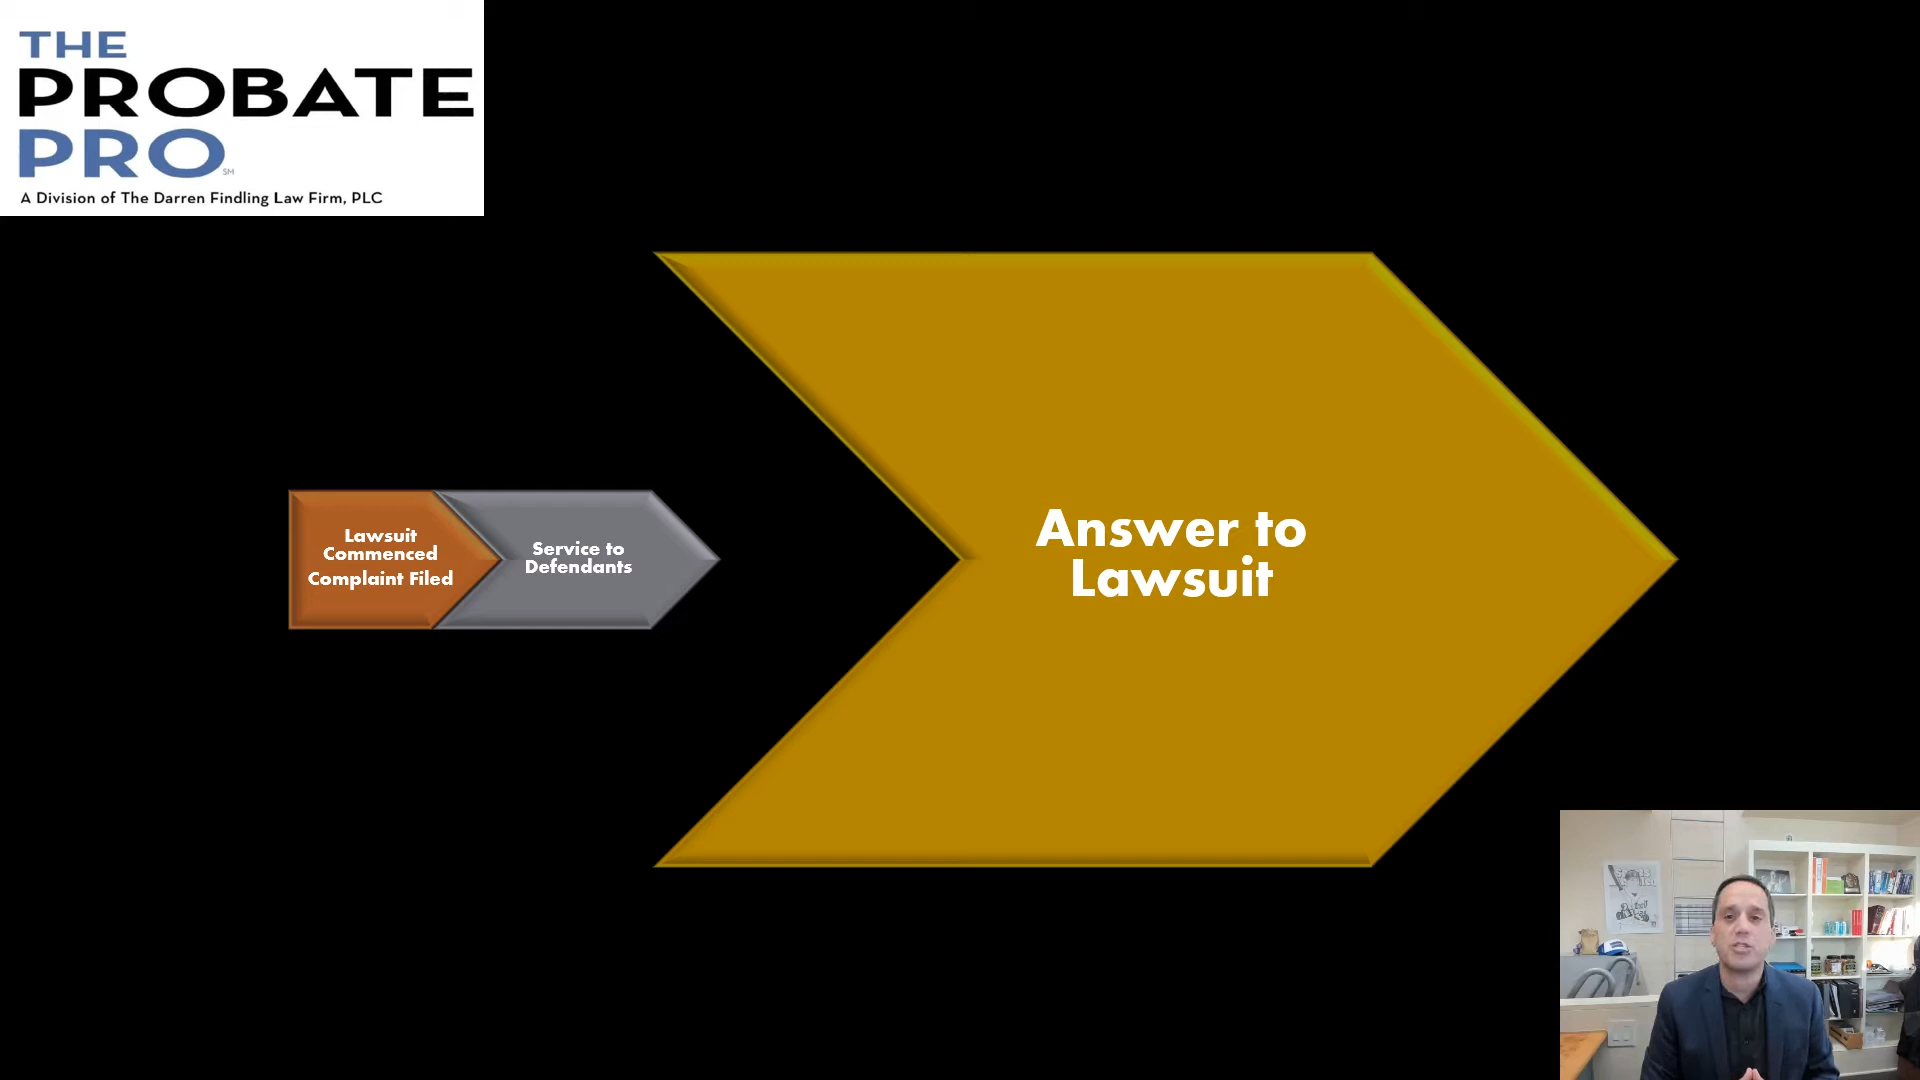 THE
PROBATE
PRO
SM
A Division of The Darren Findling Law Firm, PLC
Lawsuit
Commenced
Complaint Filed
Service to
Defendants
Answer to
Lawsuit